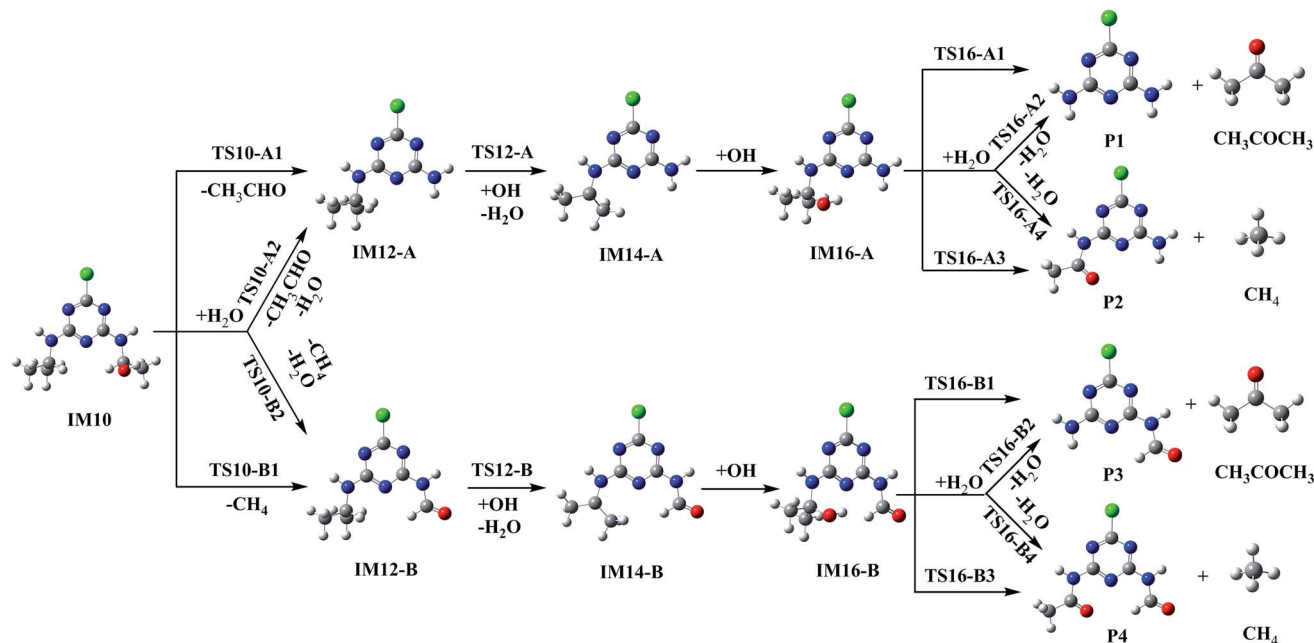 TS10-A1
-CH₃CHO
TS12-A
+OH
-H₂O
+OH
TS16-A1
+H₂O
TS16-A2
-H₂O
-H₂O
TS16-A4
TS16-A3
+
P1
CH₃COCH₃
+
P2
CH₄
IM12-A
IM14-A
IM16-A
IM10
+H₂O
TS10-A2
-CH₃CHO
-H₂O
-CH₄
-H₂O
TS10-B2
TS10-B1
-CH₄
TS12-B
+OH
-H₂O
+OH
TS16-B1
+H₂O
TS16-B2
-H₂O
-H₂O
TS16-B4
TS16-B3
+
P3
CH₃COCH₃
+
P4
CH₄
IM12-B
IM14-B
IM16-B